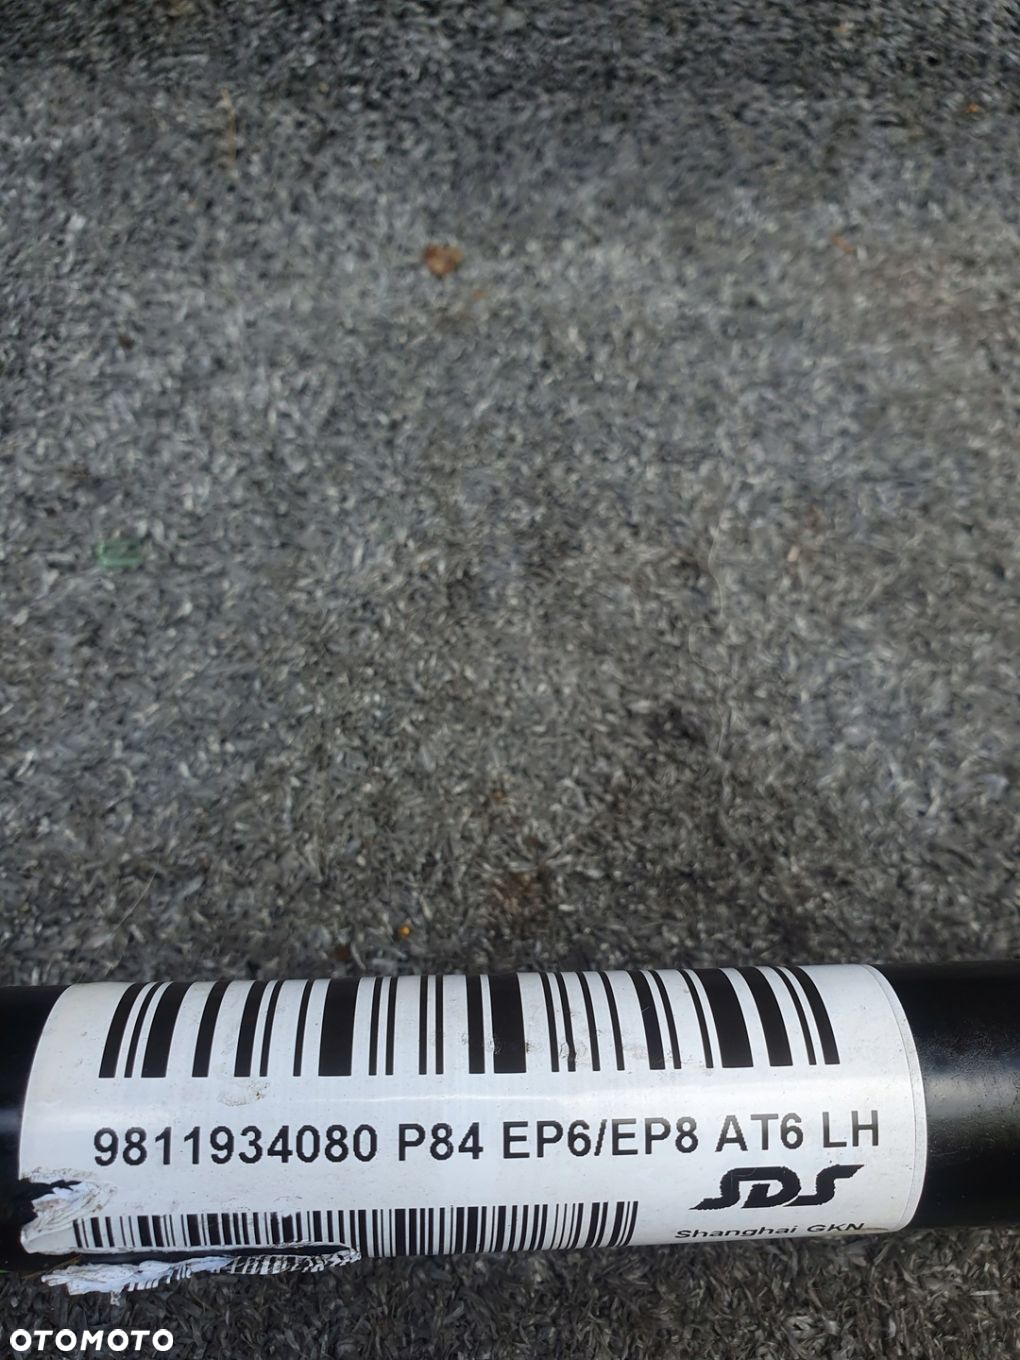 9811934080 P84 EP6/EP8 AT6 LH
SDS
Shanghai GKN
OTOMOTO